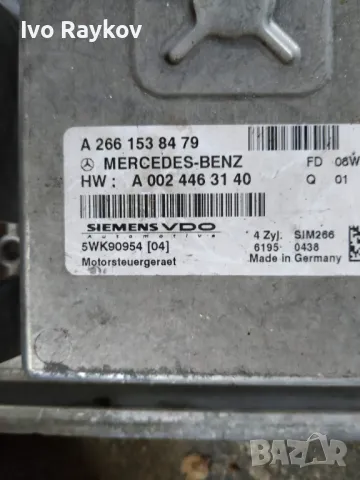 Ivo Raykov
A 266 153 84 79
MERCEDES-BENZ FD 06W
HW : A 002 446 31 40 Q 01
SIEMENS VDO
Automotive 4 Zyl. SIM266
5WK90954 [04] 6195 0438
Motorsteuergeraet Made in Germany
BAZAR